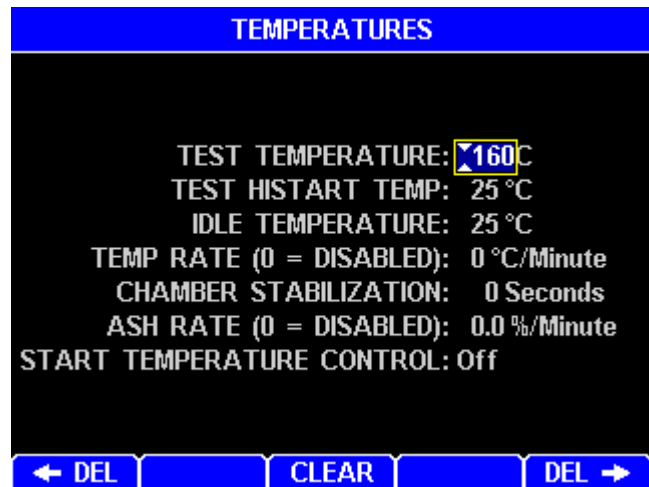 TEMPERATURES
TEST TEMPERATURE: 160C
TEST HISTART TEMP: 25 °C
IDLE TEMPERATURE: 25 °C
TEMP RATE (0 = DISABLED): 0 °C/Minute
CHAMBER STABILIZATION: 0 Seconds
ASH RATE (0 = DISABLED): 0.0 %/Minute
START TEMPERATURE CONTROL: Off
← DEL CLEAR DEL →